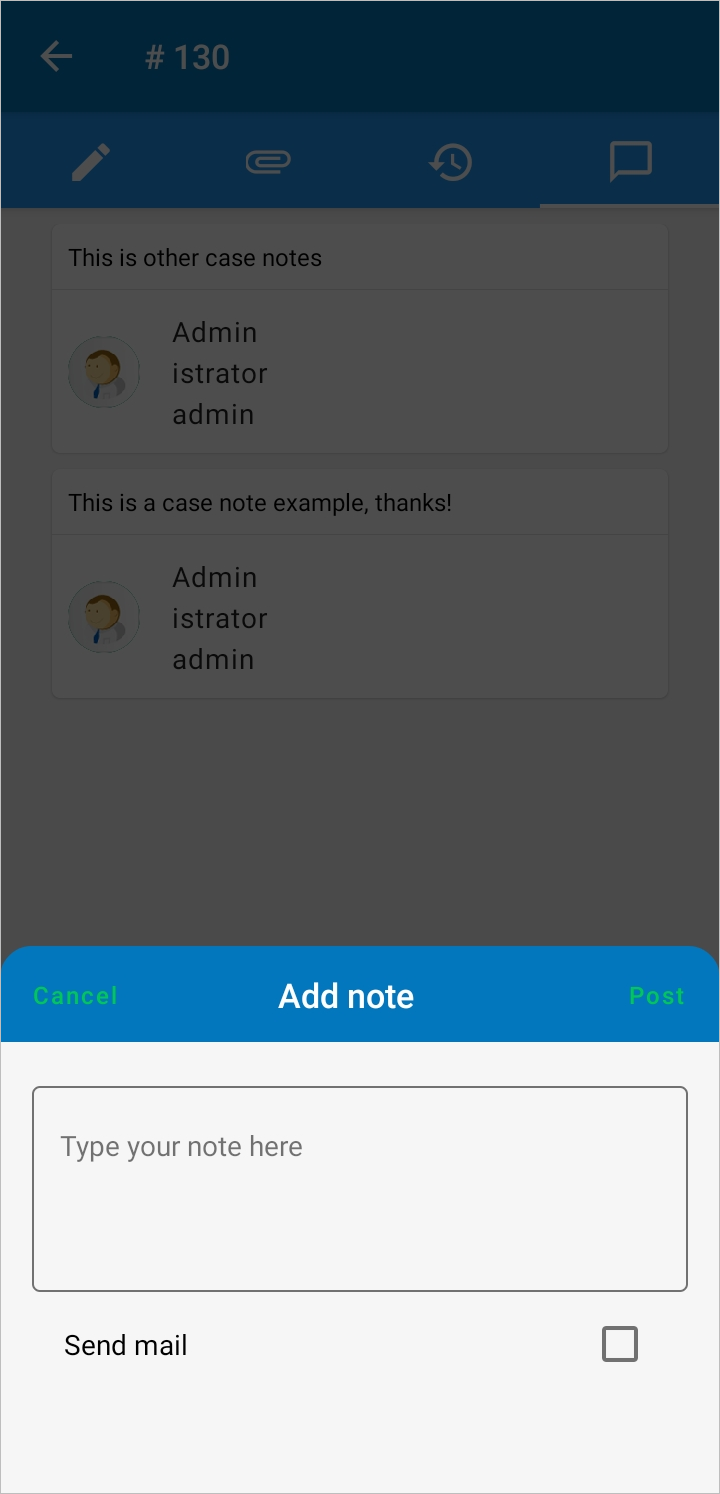 # 130
This is other case notes
Admin
istrator
admin
This is a case note example, thanks!
Admin
istrator
admin
Cancel Add note Post
Type your note here
Send mail